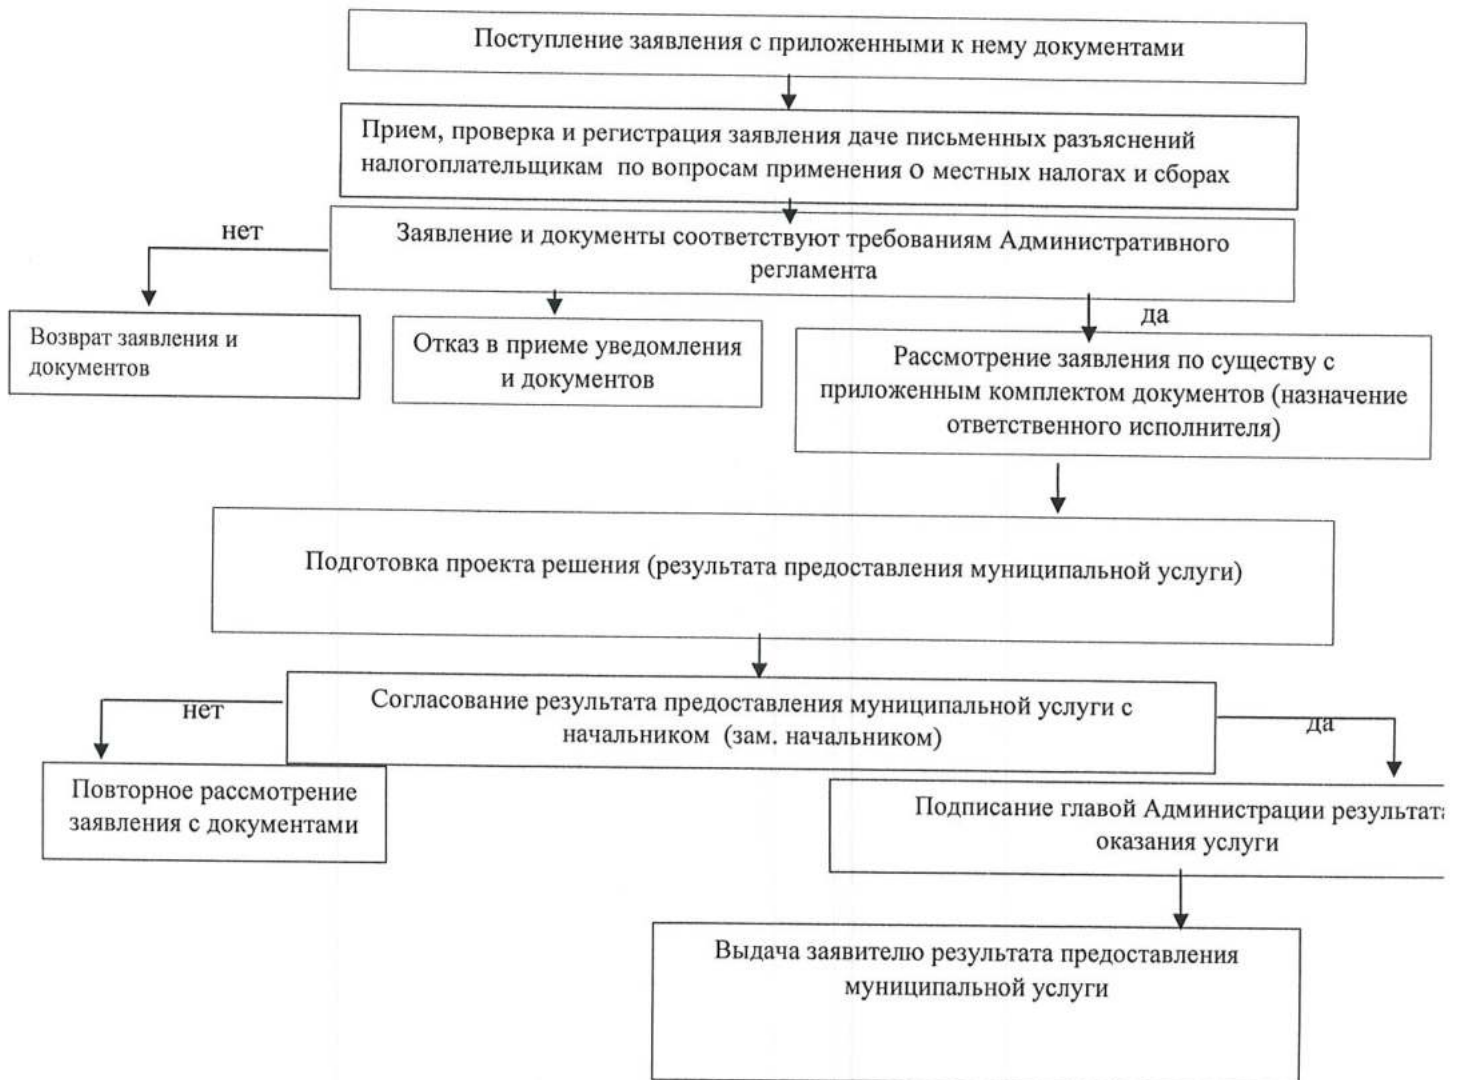 Поступление заявления с приложенными к нему документами
Прием, проверка и регистрация заявления даче письменных разъяснений
налогоплательщикам по вопросам применения о местных налогах и сборах
нет
Заявление и документы соответствуют требованиям Административного
регламента
да
Возврат заявления и
документов
Отказ в приеме уведомления
и документов
Рассмотрение заявления по существу с
приложенным комплектом документов (назначение
ответственного исполнителя)
Подготовка проекта решения (результата предоставления муниципальной услуги)
нет
Согласование результата предоставления муниципальной услуги с
начальником (зам. начальником)
да
Повторное рассмотрение
заявления с документами
Подписание главой Администрации результата
оказания услуги
Выдача заявителю результата предоставления
муниципальной услуги